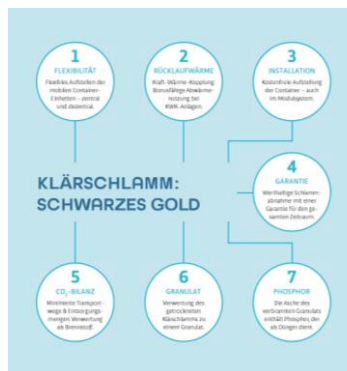 1
FLEXIBILITÄT
Flexibles Aufstellen der
mobilen Container-
Einheiten – zentral
und dezentral.
2
RÜCKLAUFWÄRME
Kraft-Wärme-Kopplung
Bonusfähige Abwärme-
nutzung bei
KWK-Anlagen.
3
INSTALLATION
Kostenfreie Aufstellung
der Container – auch
im Modulsystem.
KLÄRSCHLAMM:
SCHWARZES GOLD
4
GARANTIE
Werthaltige Schlamm-
abnahme mit einer
Garantie für den ge-
samten Zeitraum.
5
CO₂-BILANZ
Minimierte Transport-
wege & Entsorgungs-
mengen. Verwertung
als Brennstoff.
6
GRANULAT
Verwertung des
getrockneten
Klärschlamms zu
einem Granulat.
7
PHOSPHOR
Die Asche des
verbrannten Granulats
enthält Phosphor, der
als Dünger dient.